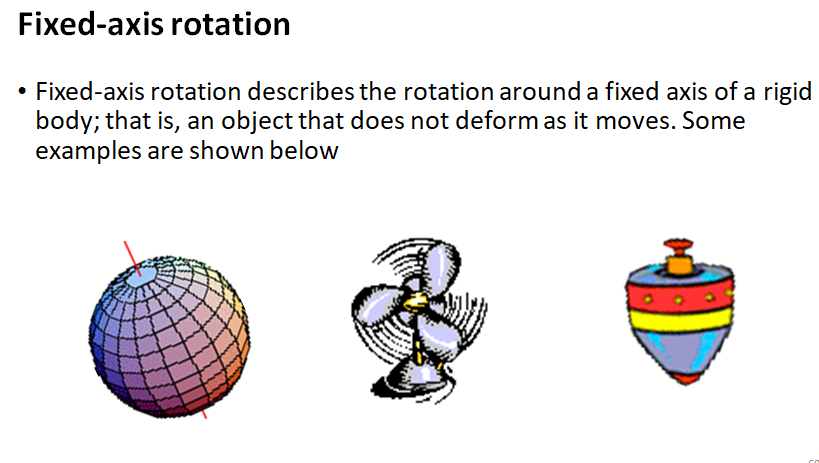 Fixed-axis rotation
• Fixed-axis rotation describes the rotation around a fixed axis of a rigid
body; that is, an object that does not deform as it moves. Some
examples are shown below